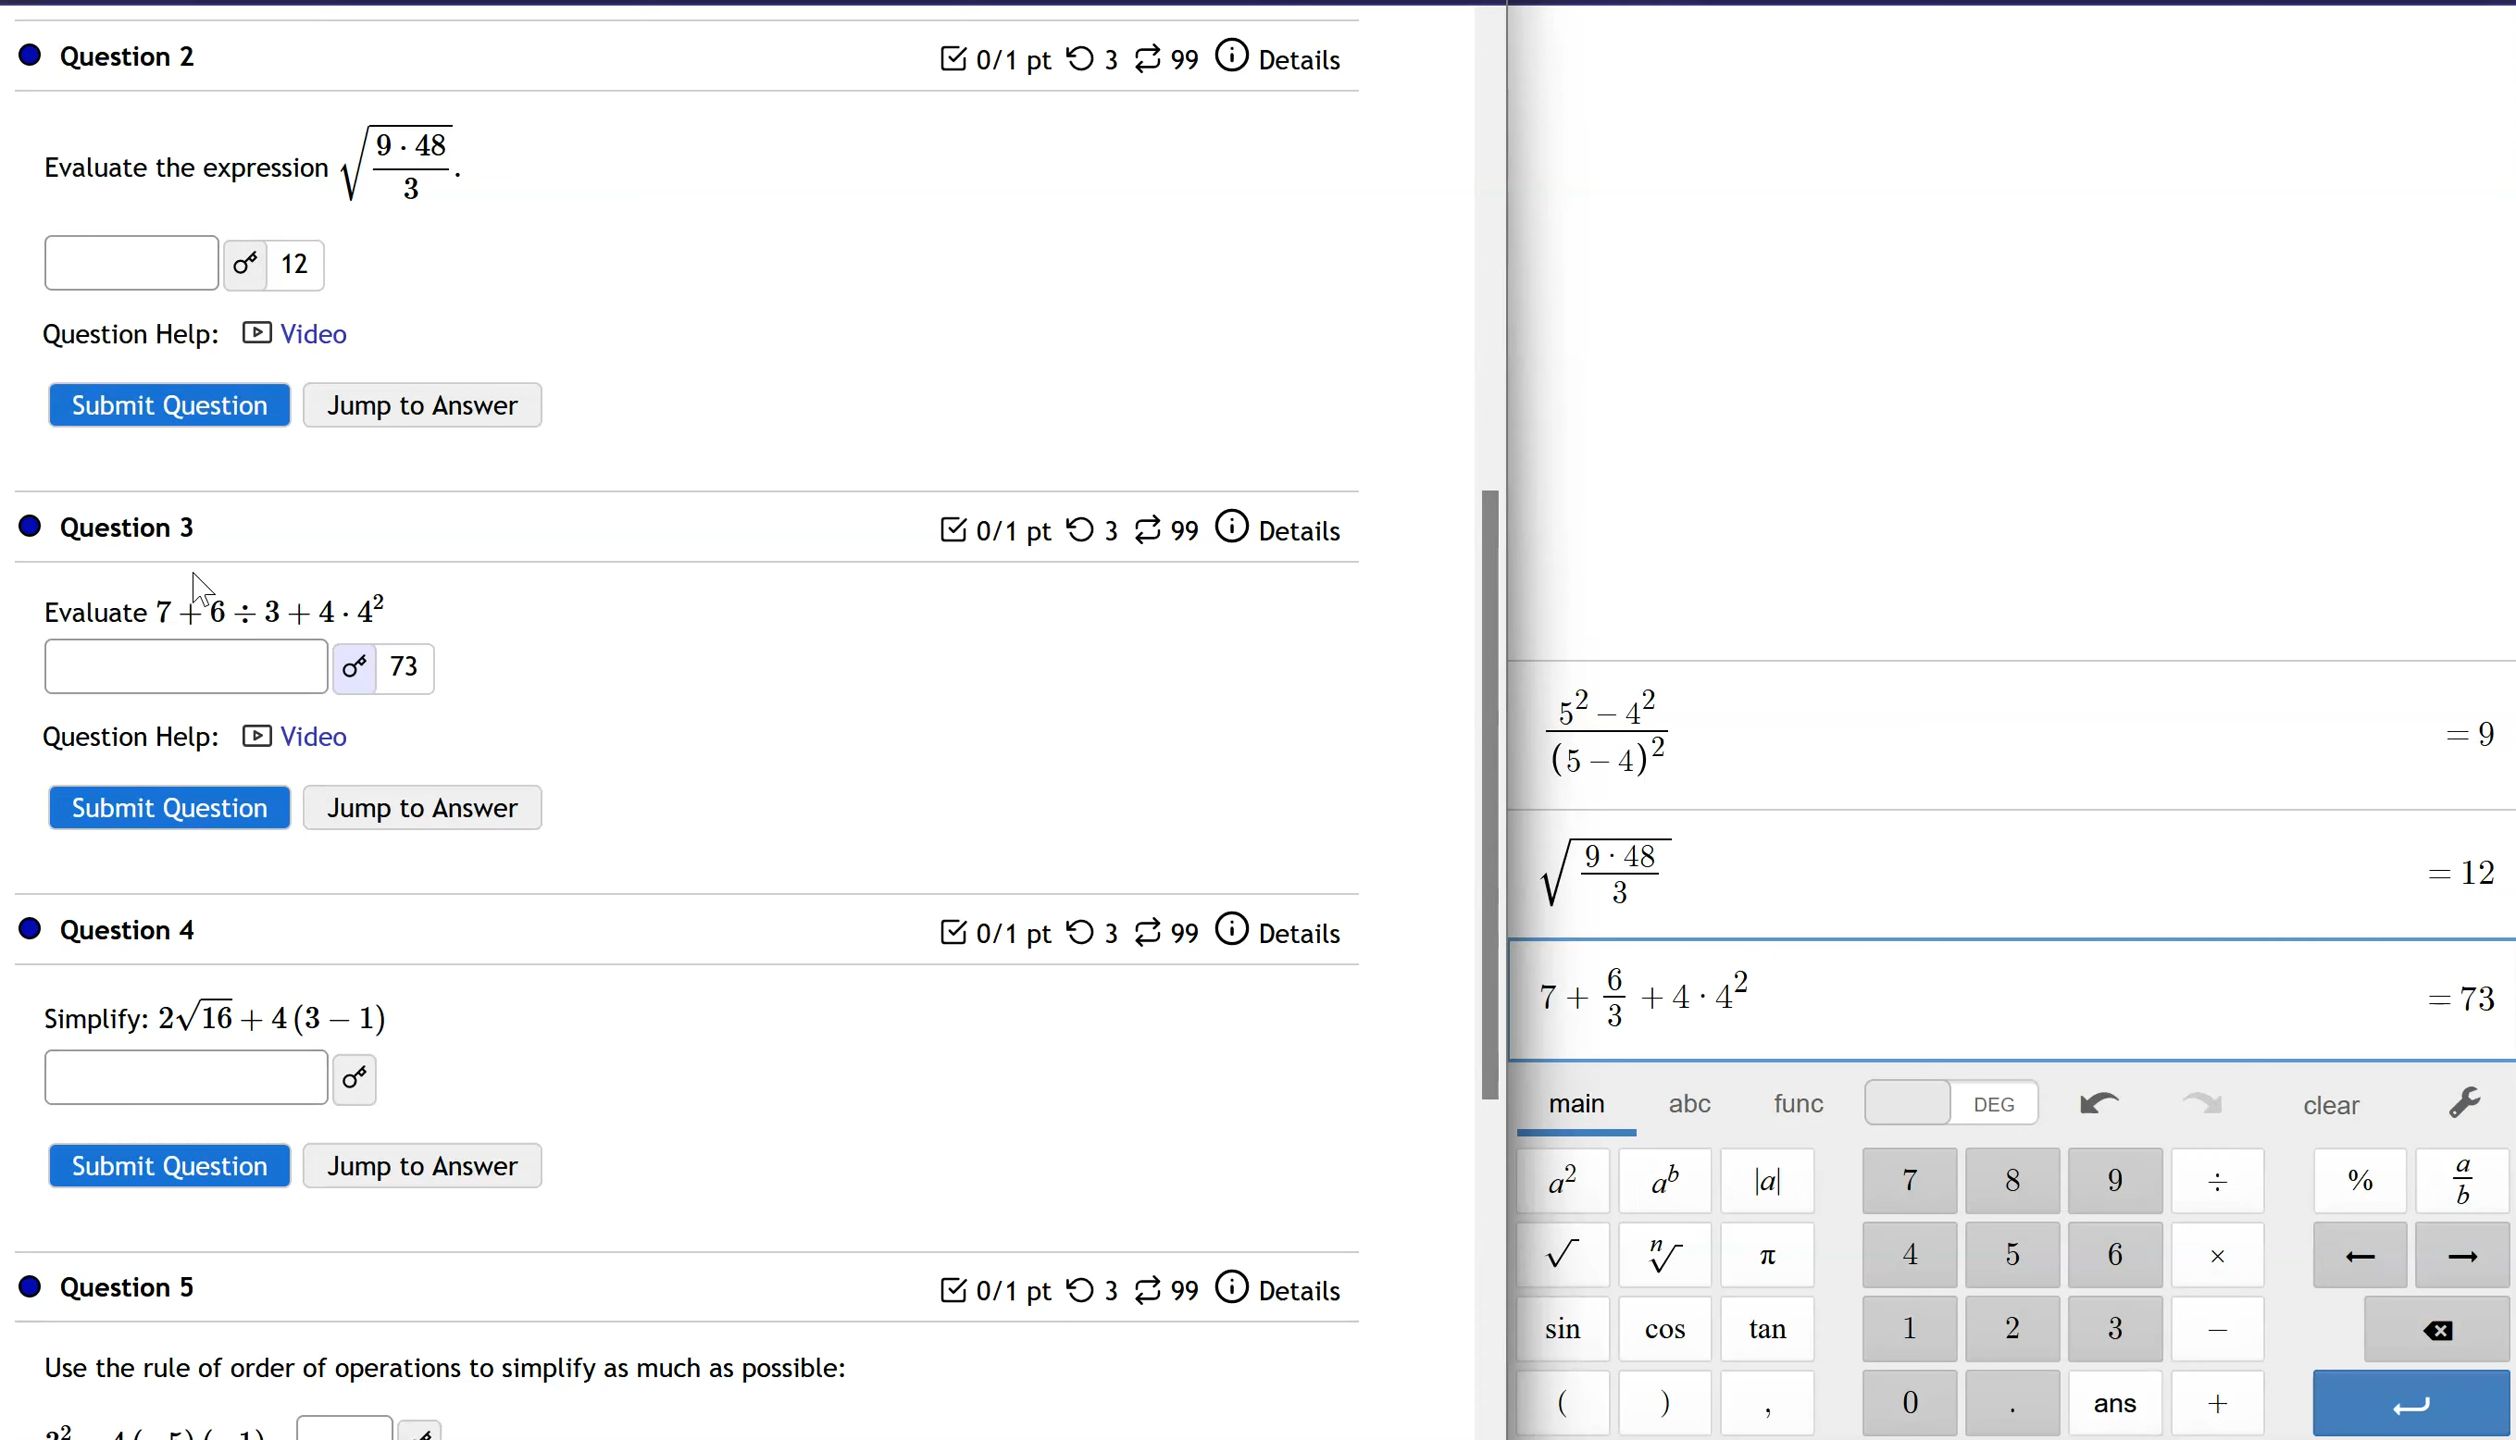 Question 2
0/1 pt 3 99 Details
Evaluate the expression √(9 · 48 / 3).
12
Question Help: Video
Submit Question Jump to Answer
Question 3
0/1 pt 3 99 Details
Evaluate 7 + 6 ÷ 3 + 4 · 4²
73
Question Help: Video
Submit Question Jump to Answer
Question 4
0/1 pt 3 99 Details
Simplify: 2√16 + 4 (3 − 1)
Submit Question Jump to Answer
Question 5
0/1 pt 3 99 Details
Use the rule of order of operations to simplify as much as possible:
(5² − 4²) / (5 − 4)² = 9
√(9 · 48 / 3) = 12
7 + 6/3 + 4 · 4² = 73
main abc func DEG clear
a² aᵇ |a| 7 8 9 ÷ % a/b
√ ⁿ√ π 4 5 6 × ← →
sin cos tan 1 2 3 −
( ) , 0 . ans +